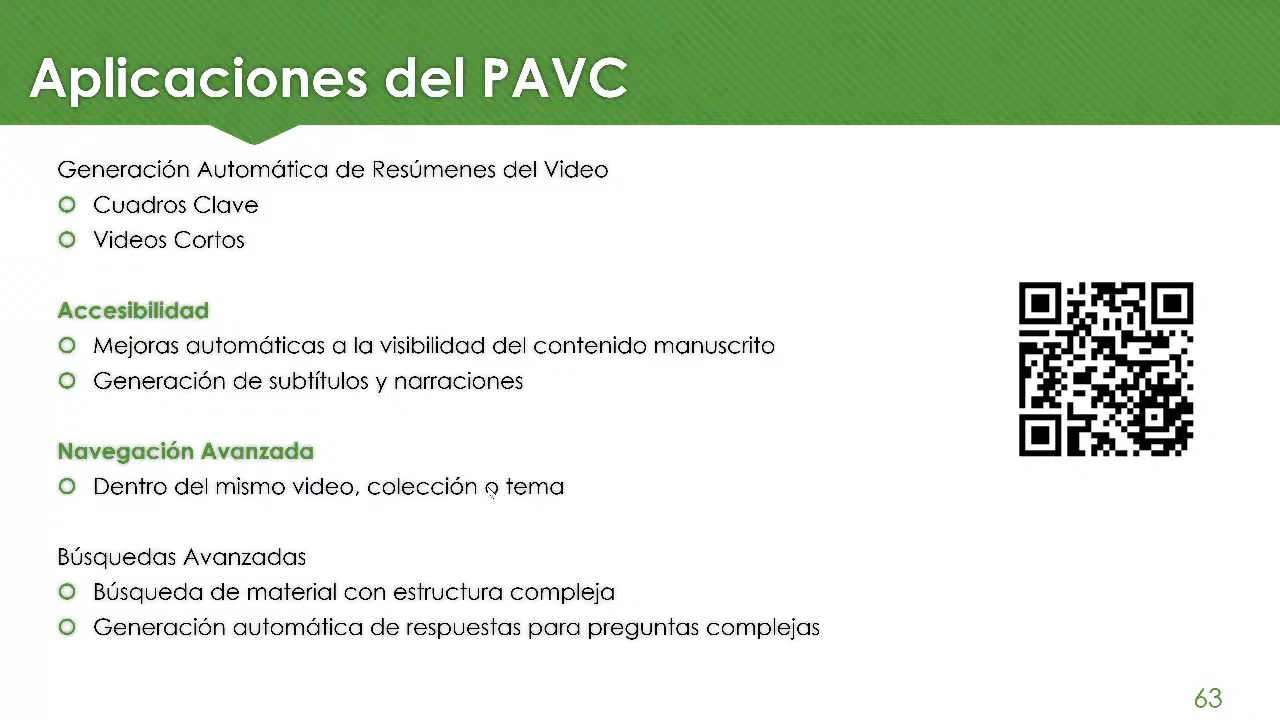 Aplicaciones del PAVC
Generación Automática de Resúmenes del Video
Cuadros Clave
Videos Cortos
Accesibilidad
Mejoras automáticas a la visibilidad del contenido manuscrito
Generación de subtítulos y narraciones
Navegación Avanzada
Dentro del mismo video, colección o tema
Búsquedas Avanzadas
Búsqueda de material con estructura compleja
Generación automática de respuestas para preguntas complejas
63